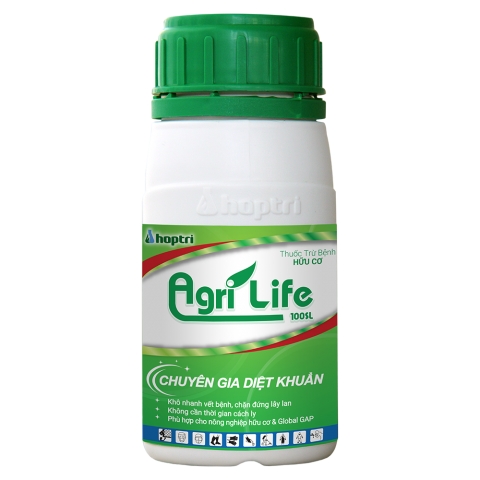 hoptri
hoptri
Thuốc Trừ Bệnh
HỮU CƠ
Agri Life
100SL
CHUYÊN GIA DIỆT KHUẨN
Khô nhanh vết bệnh, chặn đứng lây lan
Không cần thời gian cách ly
Phù hợp cho nông nghiệp hữu cơ & Global GAP